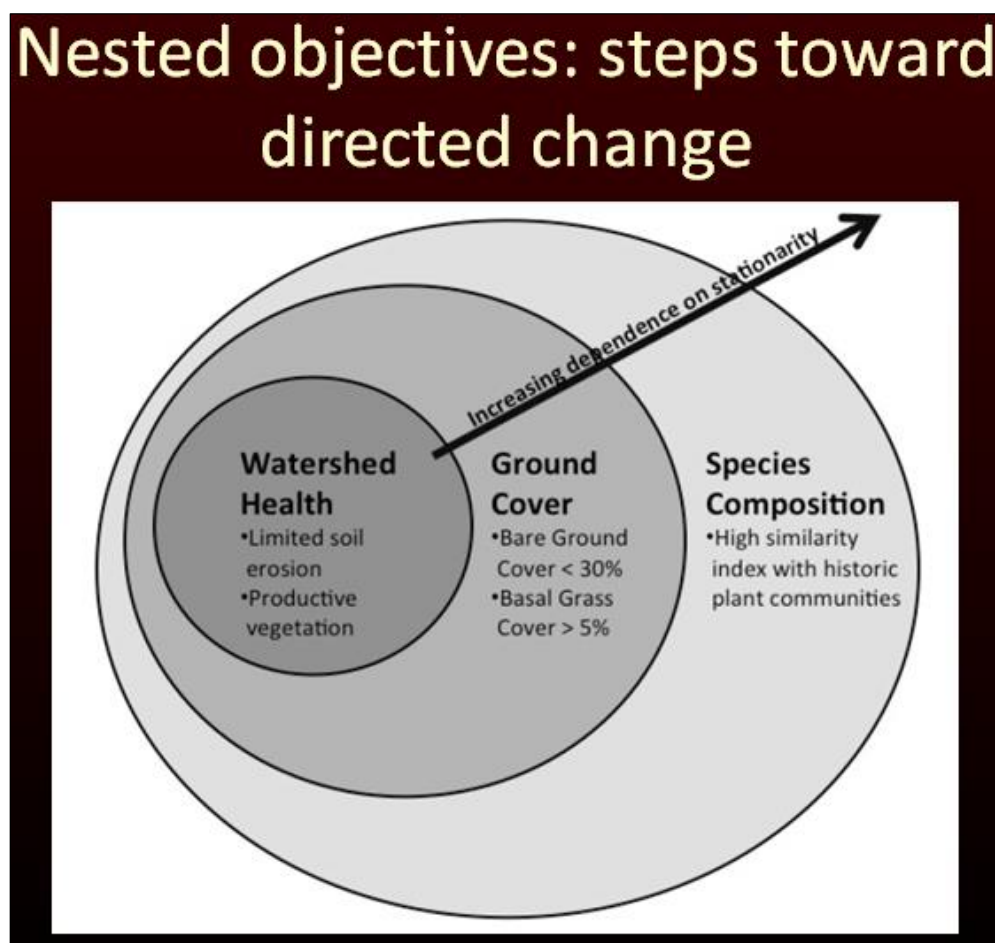 Nested objectives: steps toward
directed change
Increasing dependence on stationarity
Watershed
Health
•Limited soil
erosion
•Productive
vegetation
Ground
Cover
•Bare Ground
Cover < 30%
•Basal Grass
Cover > 5%
Species
Composition
•High similarity
index with historic
plant communities